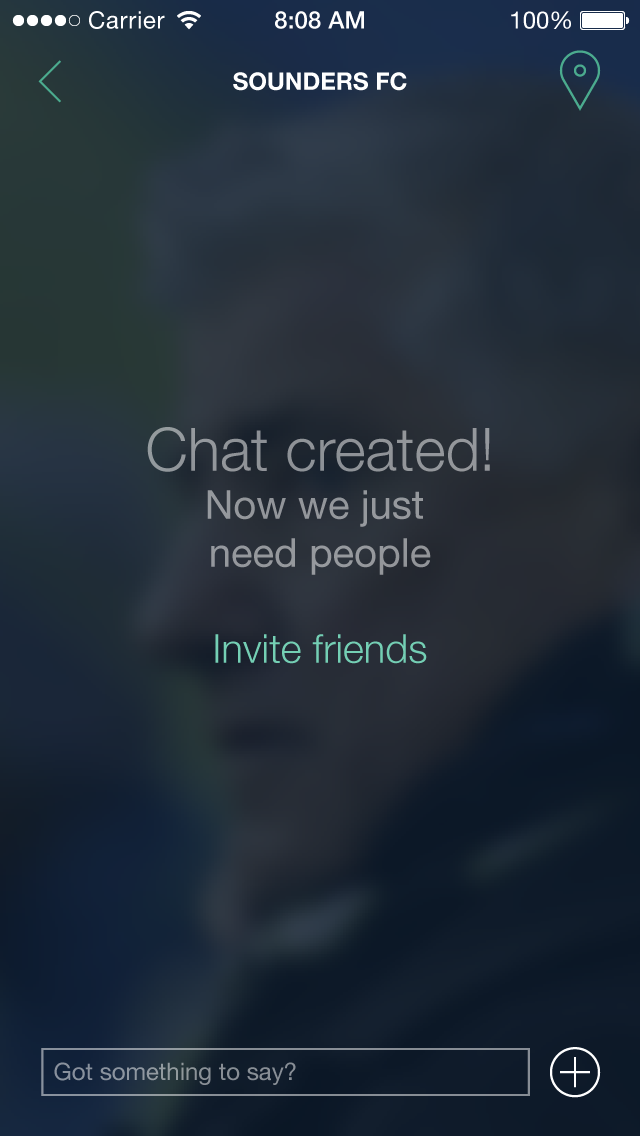 Carrier 8:08 AM 100%
SOUNDERS FC
Chat created!
Now we just
need people
Invite friends
Got something to say?